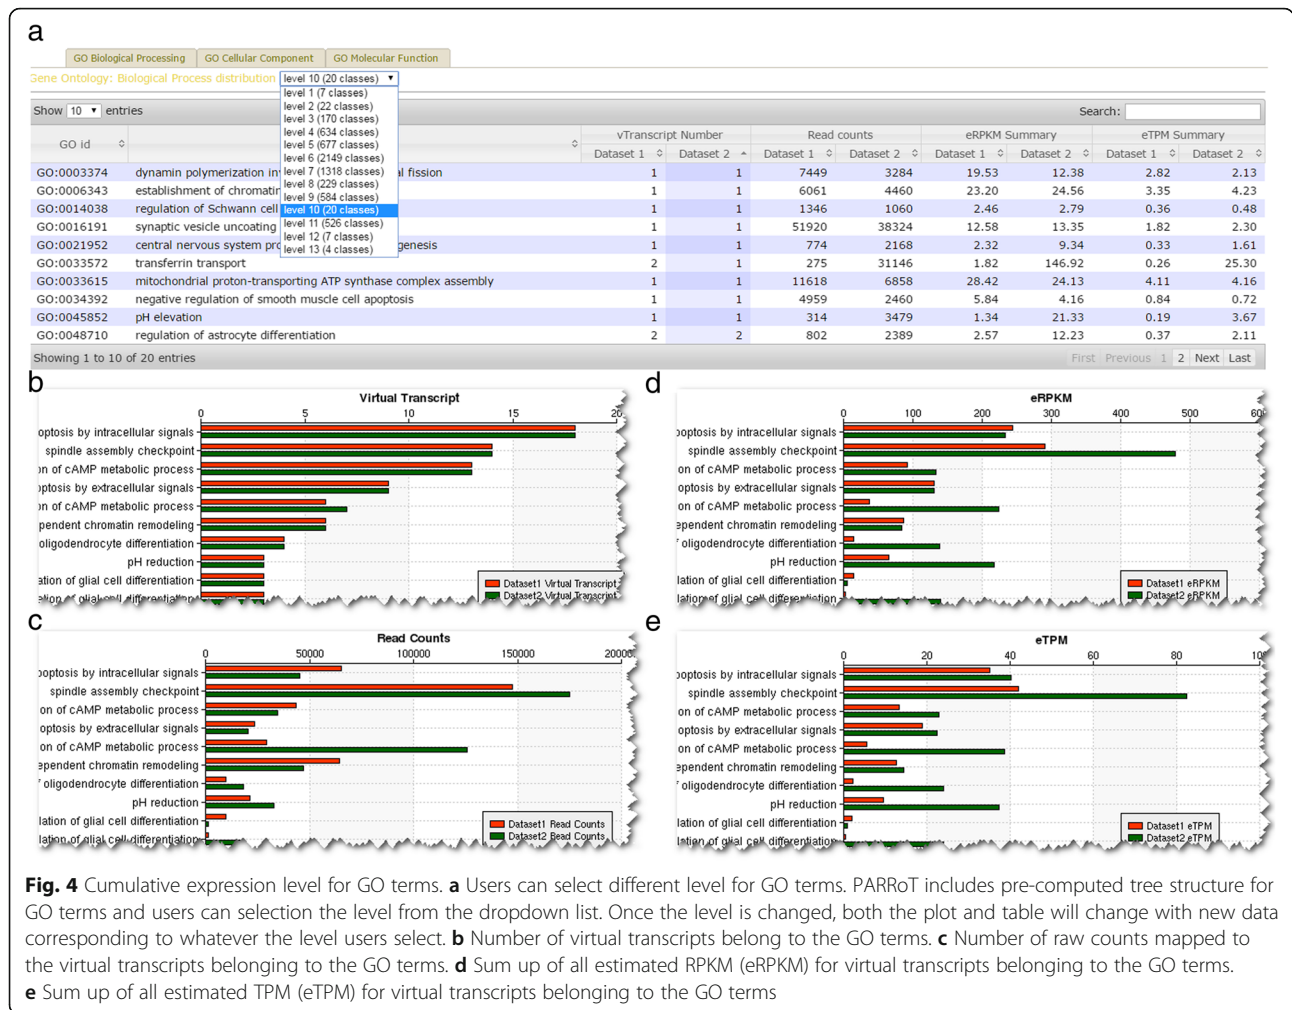 a
GO Biological Processing GO Cellular Component GO Molecular Function
Gene Ontology: Biological Process distribution level 10 (20 classes)
level 1 (7 classes)
level 2 (22 classes)
level 3 (170 classes)
level 4 (634 classes)
level 5 (677 classes)
level 6 (2149 classes)
level 7 (1318 classes)
level 8 (229 classes)
level 9 (584 classes)
level 10 (20 classes)
level 11 (526 classes)
level 12 (7 classes)
level 13 (4 classes)
Show 10 entries Search:
GO id vTranscript Number Read counts eRPKM Summary eTPM Summary
Dataset 1 Dataset 2 Dataset 1 Dataset 2 Dataset 1 Dataset 2 Dataset 1 Dataset 2
GO:0003374 dynamin polymerization in al fission 1 1 7449 3284 19.53 12.38 2.82 2.13
GO:0006343 establishment of chromatin 1 1 6061 4460 23.20 24.56 3.35 4.23
GO:0014038 regulation of Schwann cell 1 1 1346 1060 2.46 2.79 0.36 0.48
GO:0016191 synaptic vesicle uncoating 1 1 51920 38324 12.58 13.35 1.82 2.30
GO:0021952 central nervous system pro genesis 1 1 774 2168 2.32 9.34 0.33 1.61
GO:0033572 transferrin transport 2 1 275 31146 1.82 146.92 0.26 25.30
GO:0033615 mitochondrial proton-transporting ATP synthase complex assembly 1 1 11618 6858 28.42 24.13 4.11 4.16
GO:0034392 negative regulation of smooth muscle cell apoptosis 1 1 4959 2460 5.84 4.16 0.84 0.72
GO:0045852 pH elevation 1 1 314 3479 1.34 21.33 0.19 3.67
GO:0048710 regulation of astrocyte differentiation 2 2 802 2389 2.57 12.23 0.37 2.11
Showing 1 to 10 of 20 entries First Previous 1 2 Next Last
b
Virtual Transcript
0 5 10 15 20
optosis by intracellular signals
spindle assembly checkpoint
on of cAMP metabolic process
optosis by extracellular signals
on of cAMP metabolic process
ependent chromatin remodeling
oligodendrocyte differentiation
pH reduction
ulation of glial cell differentiation
lation of glial cell differentiation
Dataset1 Virtual Transcript
Dataset2 Virtual Transcript
d
eRPKM
0 100 200 300 400 500 600
optosis by intracellular signals
spindle assembly checkpoint
on of cAMP metabolic process
optosis by extracellular signals
on of cAMP metabolic process
ependent chromatin remodeling
oligodendrocyte differentiation
pH reduction
lation of glial cell differentiation
lation of glial cell differentiation
Dataset1 eRPKM
Dataset2 eRPKM
c
Read Counts
0 50000 100000 150000 20000
optosis by intracellular signals
spindle assembly checkpoint
on of cAMP metabolic process
optosis by extracellular signals
on of cAMP metabolic process
ependent chromatin remodeling
oligodendrocyte differentiation
pH reduction
lation of glial cell differentiation
lation of glial cell differentiation
Dataset1 Read Counts
Dataset2 Read Counts
e
eTPM
0 20 40 60 80 10
optosis by intracellular signals
spindle assembly checkpoint
on of cAMP metabolic process
optosis by extracellular signals
on of cAMP metabolic process
ependent chromatin remodeling
oligodendrocyte differentiation
pH reduction
lation of glial cell differentiation
lation of glial cell differentiation
Dataset1 eTPM
Dataset2 eTPM
Fig. 4 Cumulative expression level for GO terms. a Users can select different level for GO terms. PARRoT includes pre-computed tree structure for
GO terms and users can selection the level from the dropdown list. Once the level is changed, both the plot and table will change with new data
corresponding to whatever the level users select. b Number of virtual transcripts belong to the GO terms. c Number of raw counts mapped to
the virtual transcripts belonging to the GO terms. d Sum up of all estimated RPKM (eRPKM) for virtual transcripts belonging to the GO terms.
e Sum up of all estimated TPM (eTPM) for virtual transcripts belonging to the GO terms